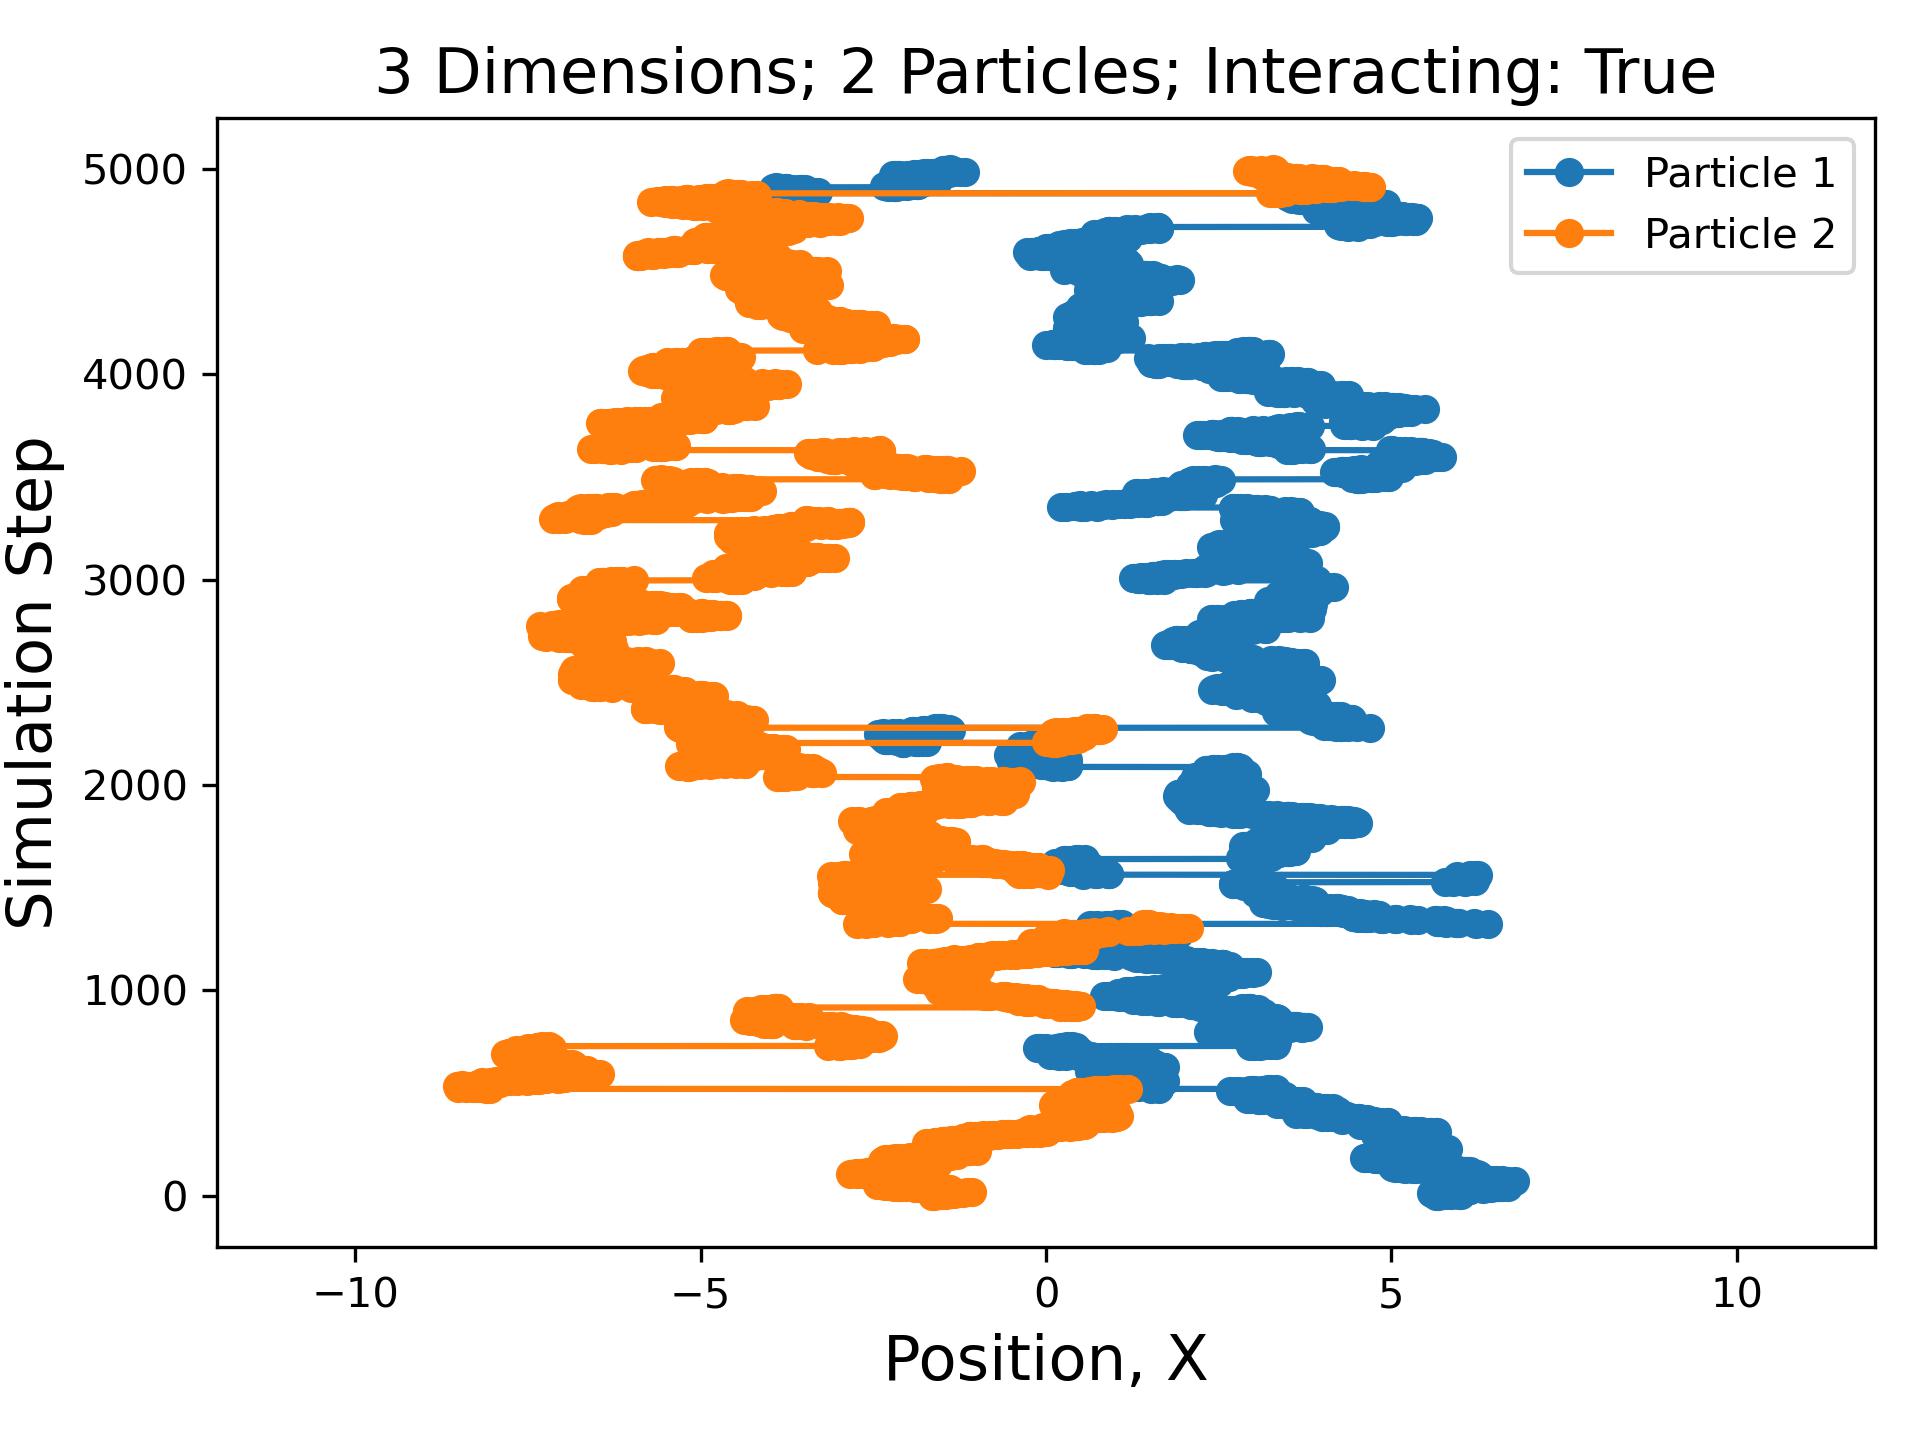 3 Dimensions; 2 Particles; Interacting: True
Particle 1
Particle 2
Simulation Step
5000
4000
3000
2000
1000
0
−10
−5
0
5
10
Position, X